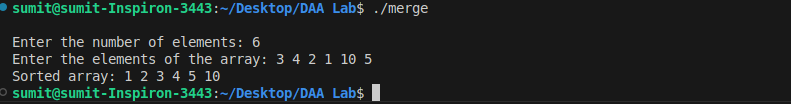 sumit@sumit-Inspiron-3443:~/Desktop/DAA Lab$ ./merge
Enter the number of elements: 6
Enter the elements of the array: 3 4 2 1 10 5
Sorted array: 1 2 3 4 5 10
sumit@sumit-Inspiron-3443:~/Desktop/DAA Lab$